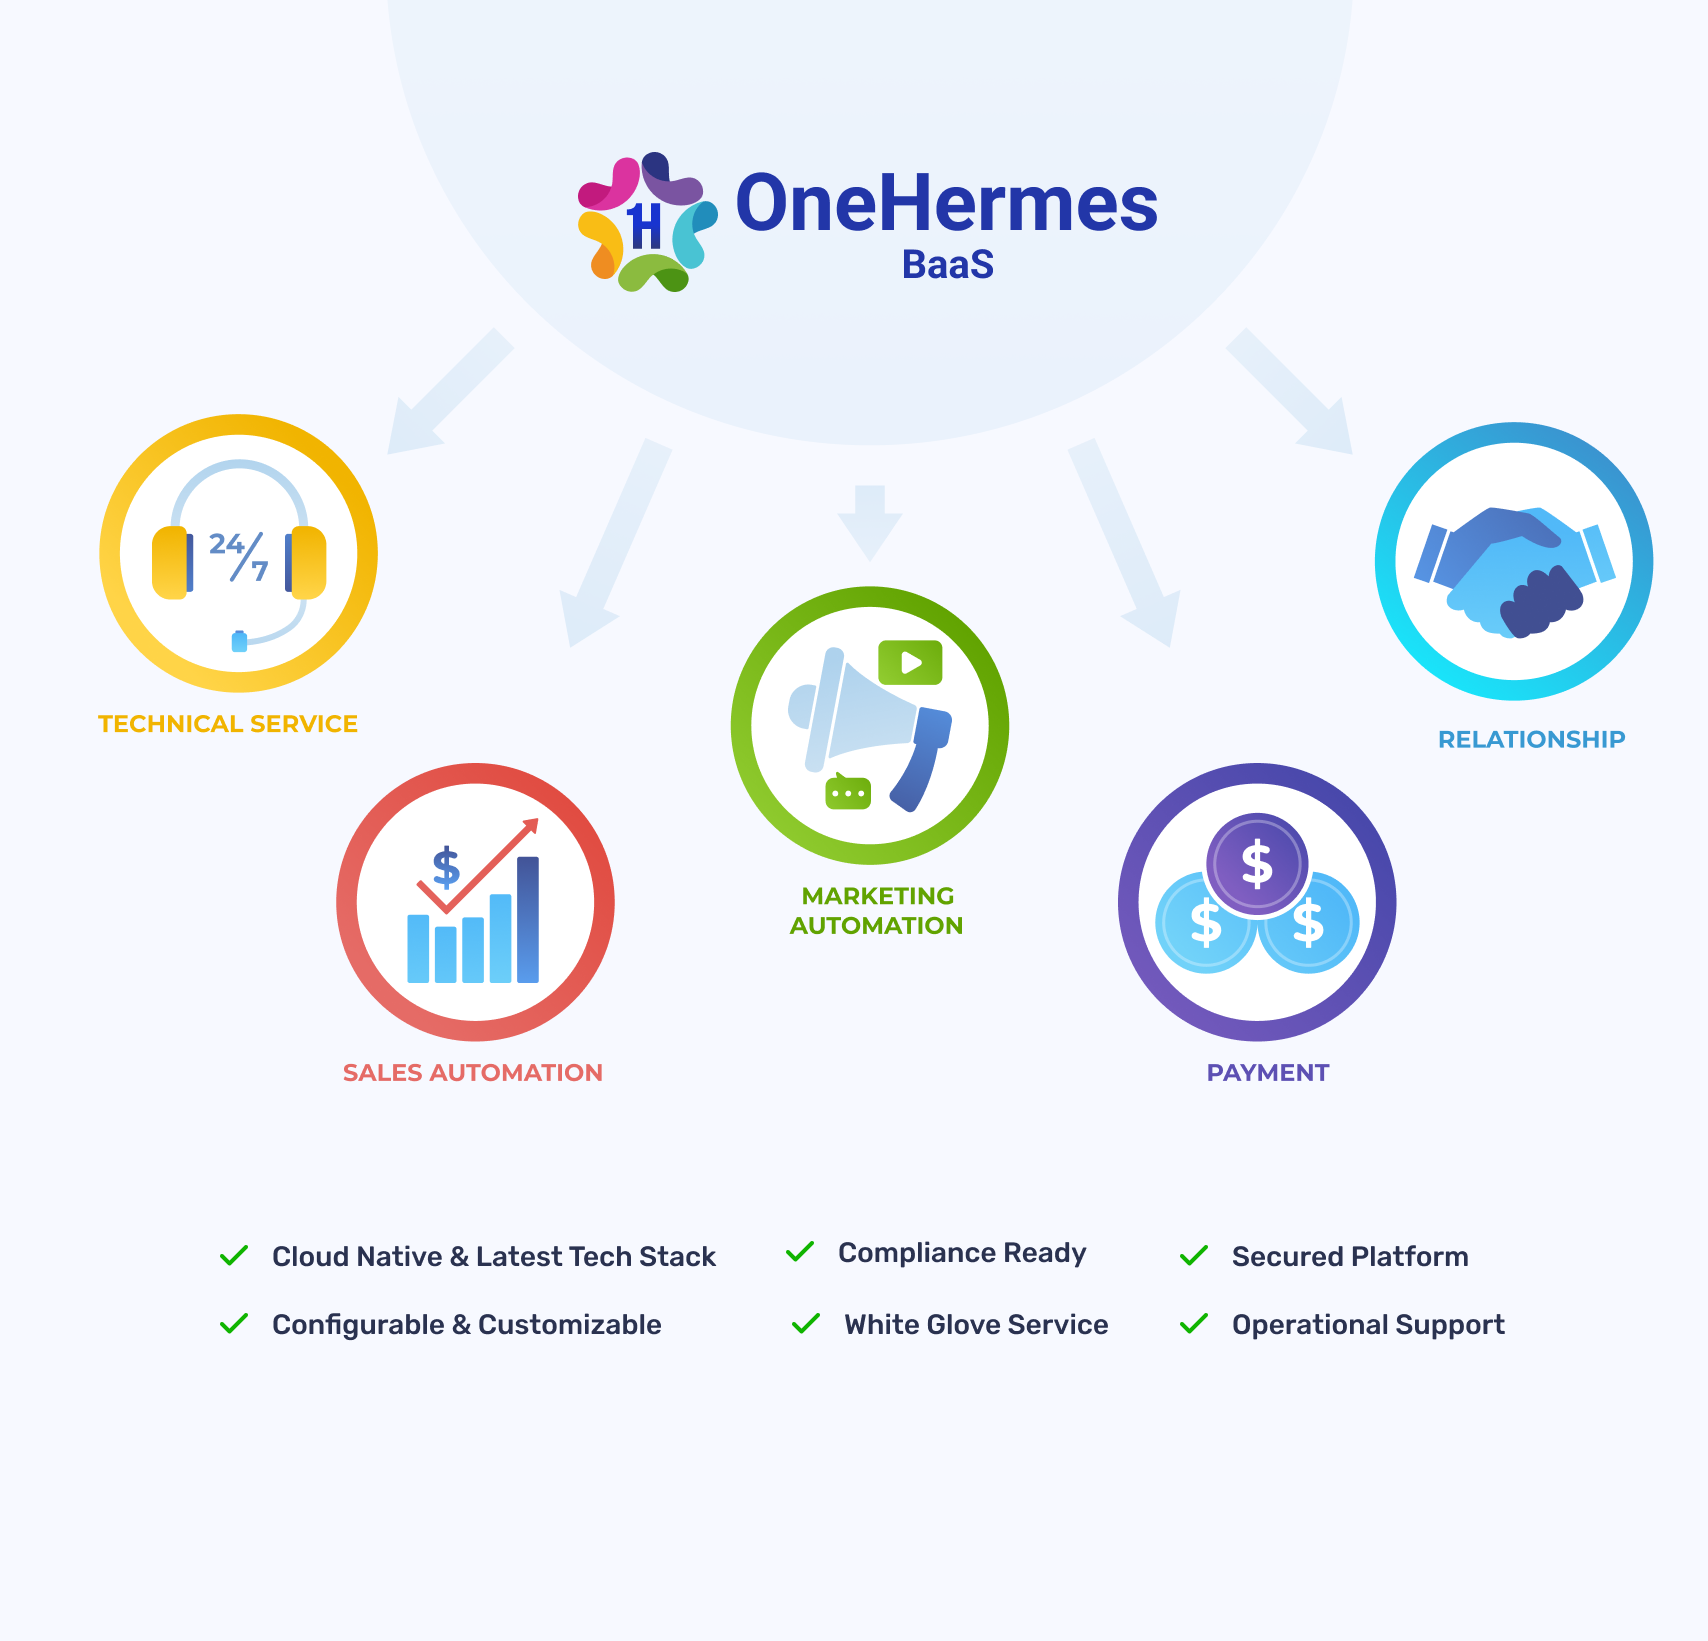 1H
OneHermes
BaaS
24/7
TECHNICAL SERVICE
RELATIONSHIP
$
MARKETING
AUTOMATION
$
$ $
SALES AUTOMATION
PAYMENT
Cloud Native & Latest Tech Stack
Compliance Ready
Secured Platform
Configurable & Customizable
White Glove Service
Operational Support